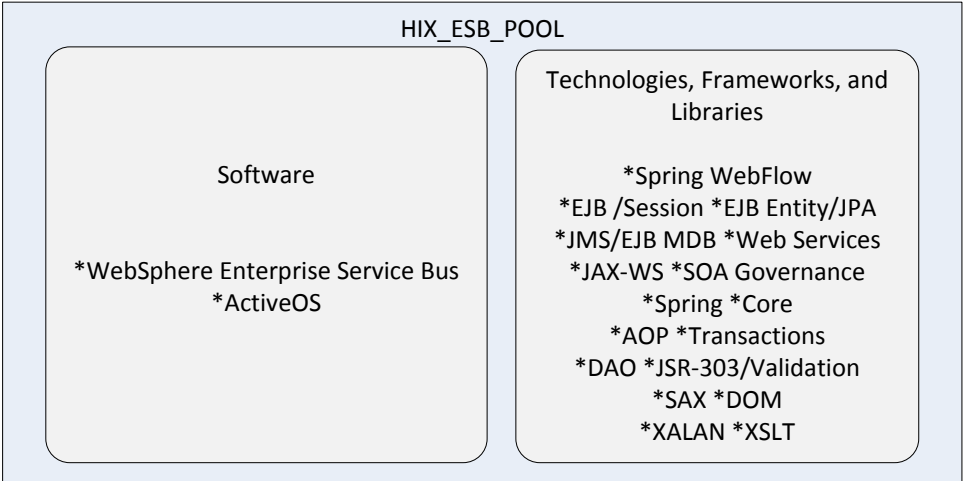 HIX_ESB_POOL
Software
*WebSphere Enterprise Service Bus
*ActiveOS
Technologies, Frameworks, and
Libraries
*Spring WebFlow
*EJB /Session *EJB Entity/JPA
*JMS/EJB MDB *Web Services
*JAX-WS *SOA Governance
*Spring *Core
*AOP *Transactions
*DAO *JSR-303/Validation
*SAX *DOM
*XALAN *XSLT